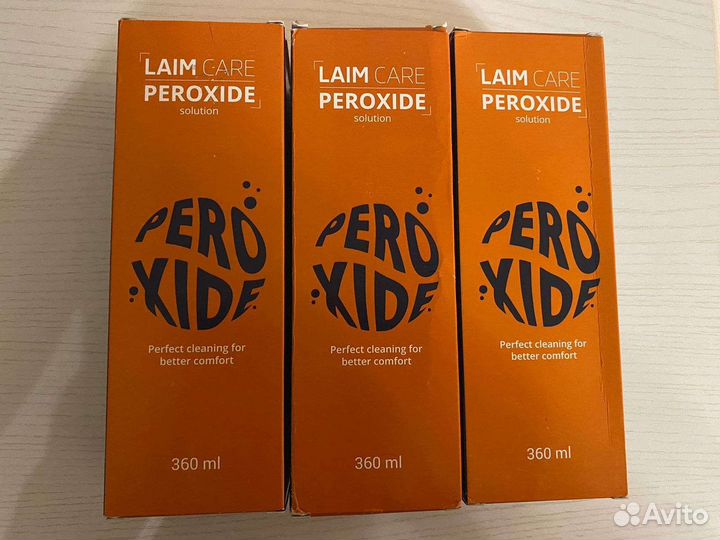 LAIM CARE
PEROXIDE
solution
PERO
XIDE
Perfect cleaning for
better comfort
360 ml
LAIM CARE
PEROXIDE
solution
PERO
XIDE
Perfect cleaning for
better comfort
360 ml
LAIM CARE
PEROXIDE
solution
PERO
XIDE
Perfect cleaning for
better comfort
360 ml
Avito